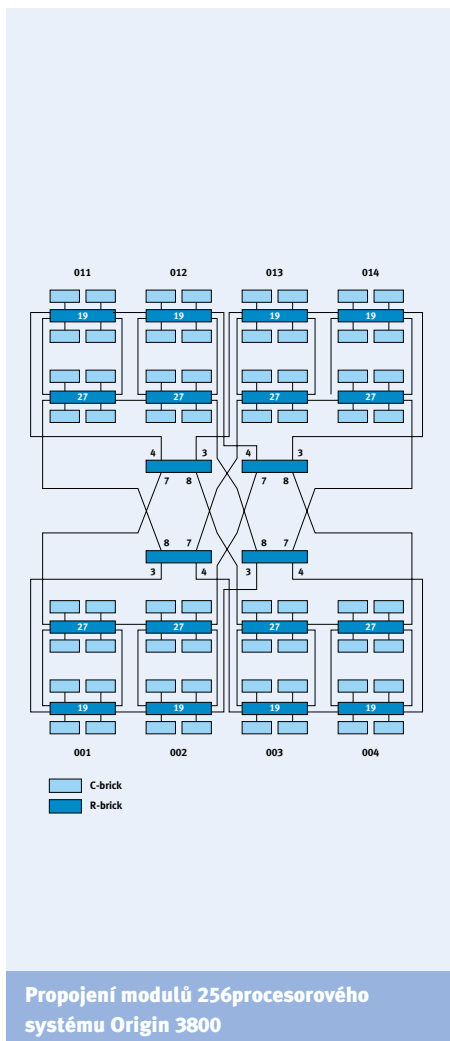 011 012 013 014
19 19 19 19
27 27 27 27
4 3 4 3
7 8 7 8
8 7 8 7
3 4 3 4
27 27 27 27
19 19 19 19
001 002 003 004
C-brick
R-brick
Propojení modulů 256procesorového
systému Origin 3800